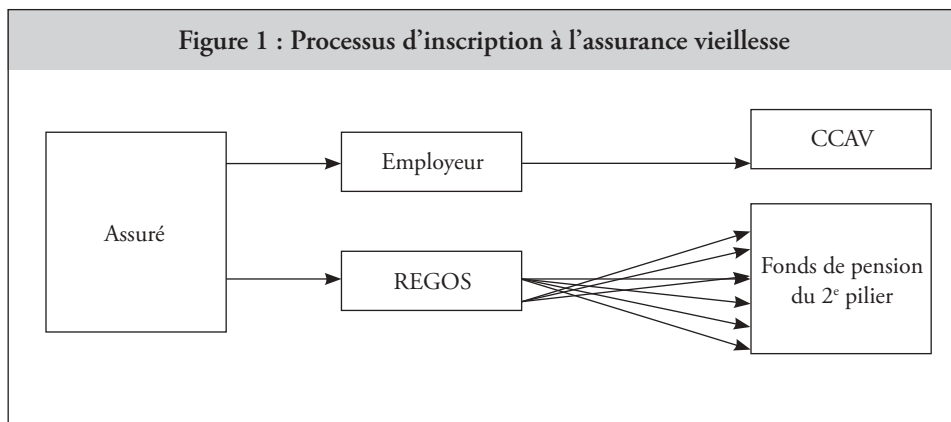 Figure 1 : Processus d'inscription à l'assurance vieillesse
CCAV
Employeur
Assuré
REGOS
Fonds de pension
du 2e pilier